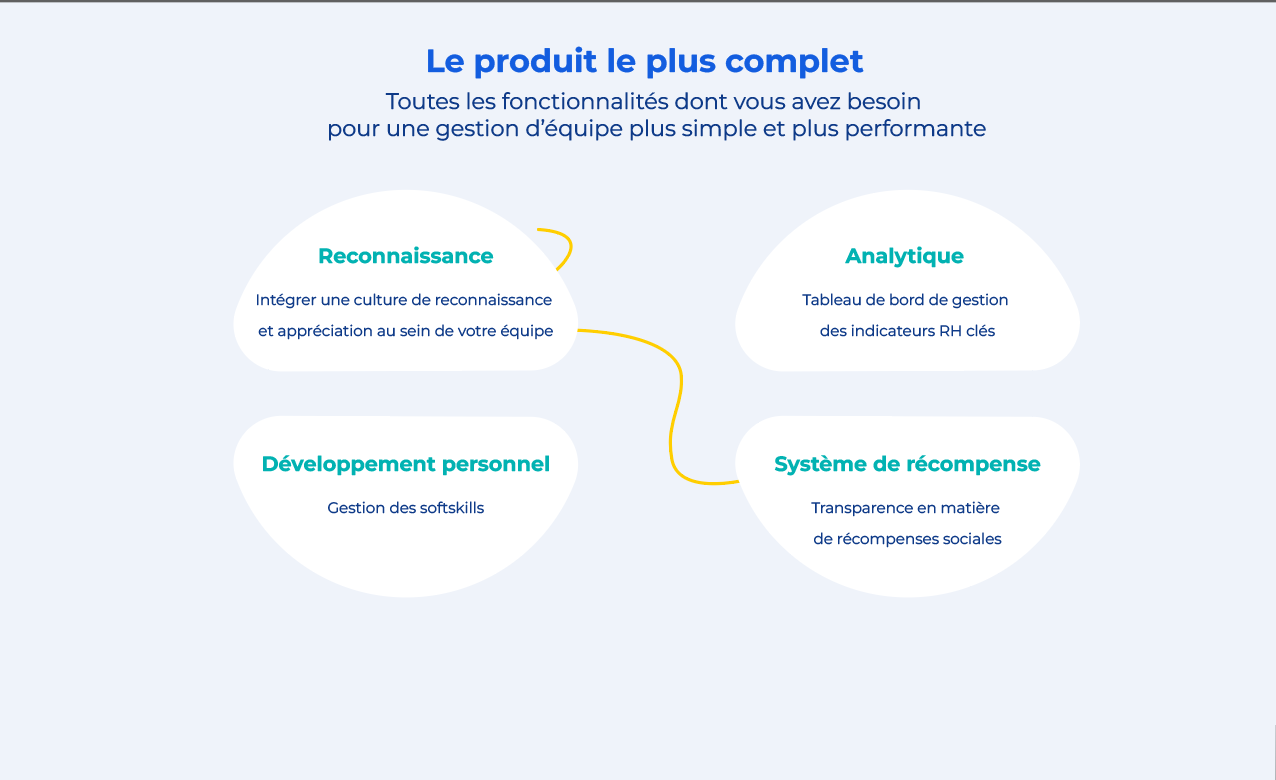 Le produit le plus complet
Toutes les fonctionnalités dont vous avez besoin
pour une gestion d’équipe plus simple et plus performante
Reconnaissance
Intégrer une culture de reconnaissance
et appréciation au sein de votre équipe
Analytique
Tableau de bord de gestion
des indicateurs RH clés
Développement personnel
Gestion des softskills
Système de récompense
Transparence en matière
de récompenses sociales